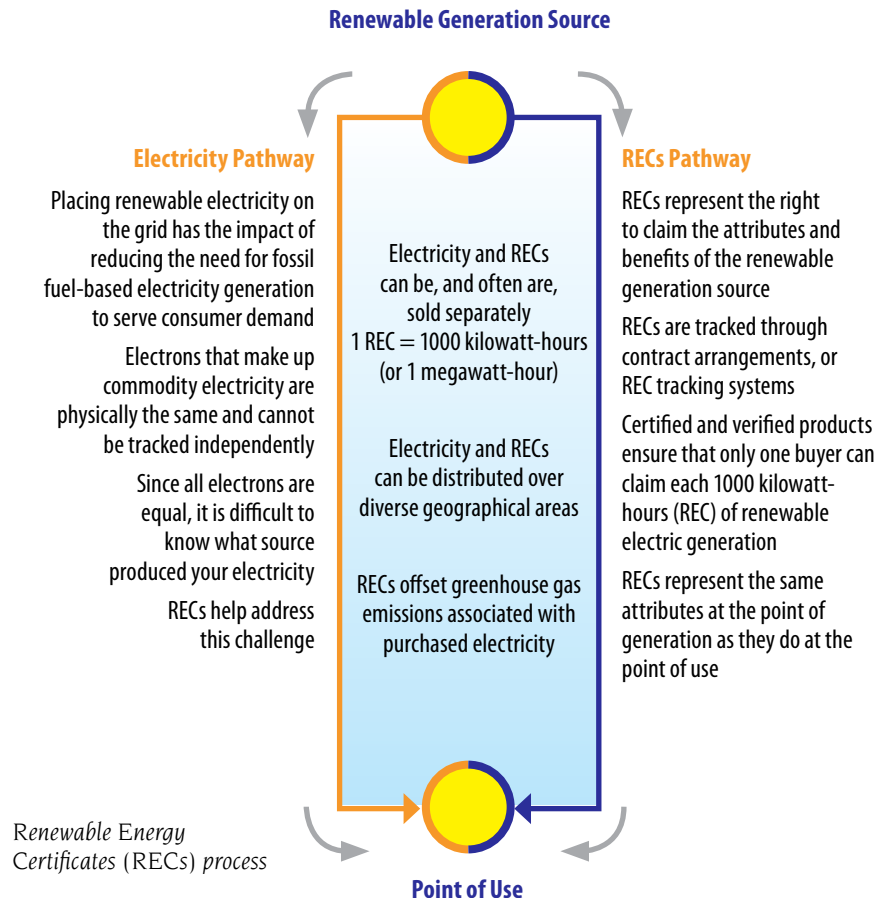 Renewable Generation Source
Electricity Pathway
Placing renewable electricity on
the grid has the impact of
reducing the need for fossil
fuel-based electricity generation
to serve consumer demand
Electrons that make up
commodity electricity are
physically the same and cannot
be tracked independently
Since all electrons are
equal, it is difficult to
know what source
produced your electricity
RECs help address
this challenge
Electricity and RECs
can be, and often are,
sold separately
1 REC = 1000 kilowatt-hours
(or 1 megawatt-hour)
Electricity and RECs
can be distributed over
diverse geographical areas
RECs offset greenhouse gas
emissions associated with
purchased electricity
RECs Pathway
RECs represent the right
to claim the attributes and
benefits of the renewable
generation source
RECs are tracked through
contract arrangements, or
REC tracking systems
Certified and verified products
ensure that only one buyer can
claim each 1000 kilowatt-
hours (REC) of renewable
electric generation
RECs represent the same
attributes at the point of
generation as they do at the
point of use
Renewable Energy
Certificates (RECs) process
Point of Use